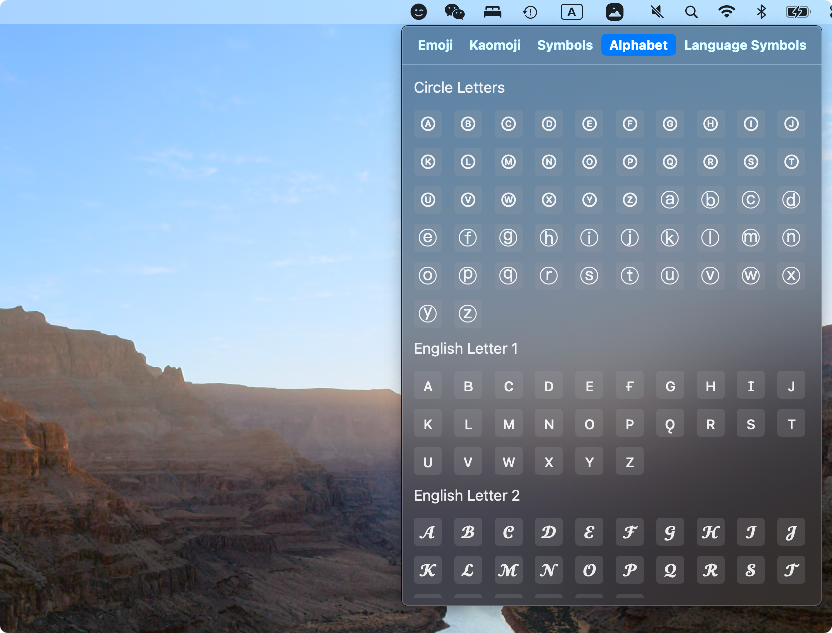 A
Emoji Kaomoji Symbols Alphabet Language Symbols
Circle Letters
Ⓐ Ⓑ Ⓒ Ⓓ Ⓔ Ⓕ Ⓖ Ⓗ Ⓘ Ⓙ
Ⓚ Ⓛ Ⓜ Ⓝ Ⓞ Ⓟ Ⓠ Ⓡ Ⓢ Ⓣ
Ⓤ Ⓥ Ⓦ Ⓧ Ⓨ Ⓩ ⓐ ⓑ ⓒ ⓓ
ⓔ ⓕ ⓖ ⓗ ⓘ ⓙ ⓚ ⓛ ⓜ ⓝ
ⓞ ⓟ ⓠ ⓡ ⓢ ⓣ ⓤ ⓥ ⓦ ⓧ
ⓨ ⓩ
English Letter 1
ᴀ ʙ ᴄ ᴅ ᴇ ғ ɢ ʜ ɪ ᴊ
ᴋ ʟ ᴍ ɴ ᴏ ᴘ ǫ ʀ s ᴛ
ᴜ ᴠ ᴡ x ʏ ᴢ
English Letter 2
𝓐 𝓑 𝓒 𝓓 𝓔 𝓕 𝓖 𝓗 𝓘 𝓙
𝓚 𝓛 𝓜 𝓝 𝓞 𝓟 𝓠 𝓡 𝓢 𝓣